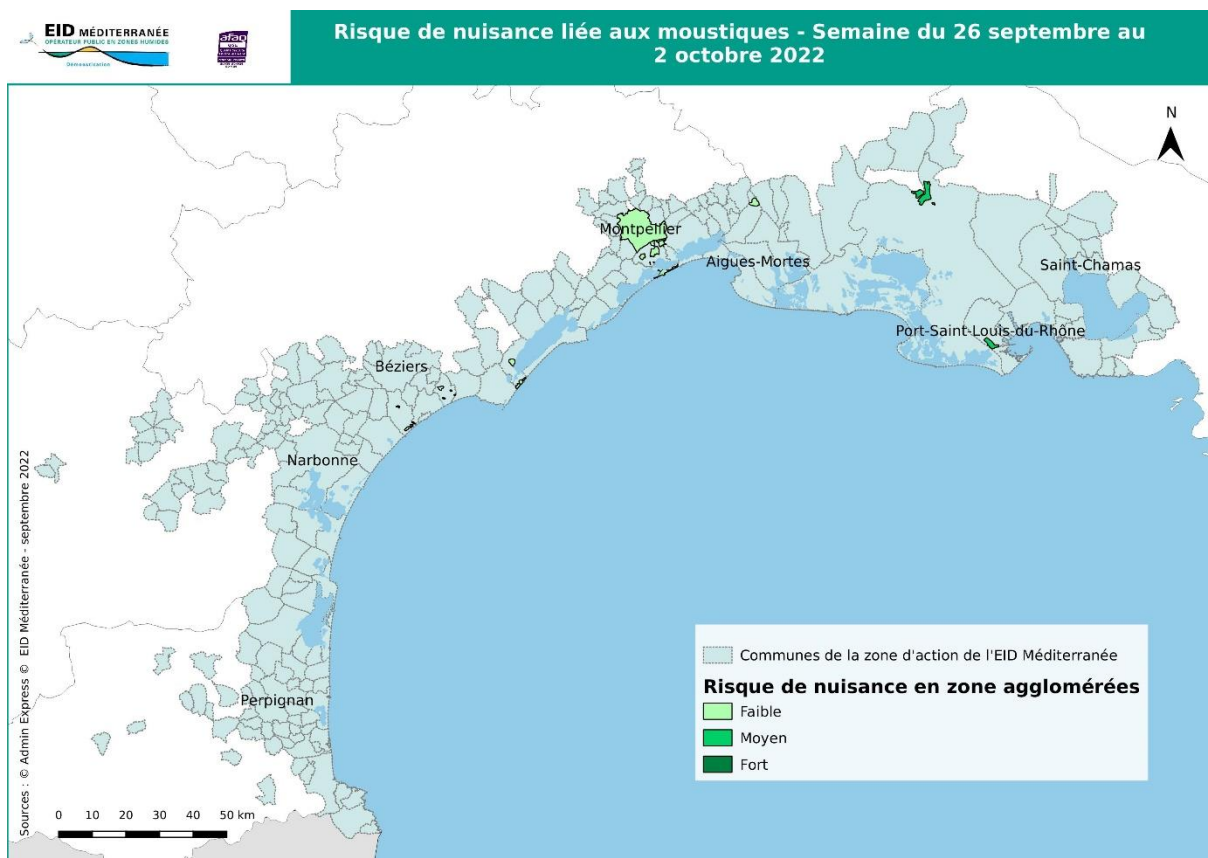 EID MÉDITERRANÉE
OPÉRATEUR PUBLIC EN ZONES HUMIDES
Démoustication
afaq
Risque de nuisance liée aux moustiques - Semaine du 26 septembre au
2 octobre 2022
N
Montpellier
Aigues-Mortes
Saint-Chamas
Port-Saint-Louis-du-Rhône
Béziers
Narbonne
Perpignan
Communes de la zone d'action de l'EID Méditerranée
Risque de nuisance en zone agglomérées
Faible
Moyen
Fort
0 10 20 30 40 50 km
Sources : © Admin Express © EID Méditerranée - septembre 2022